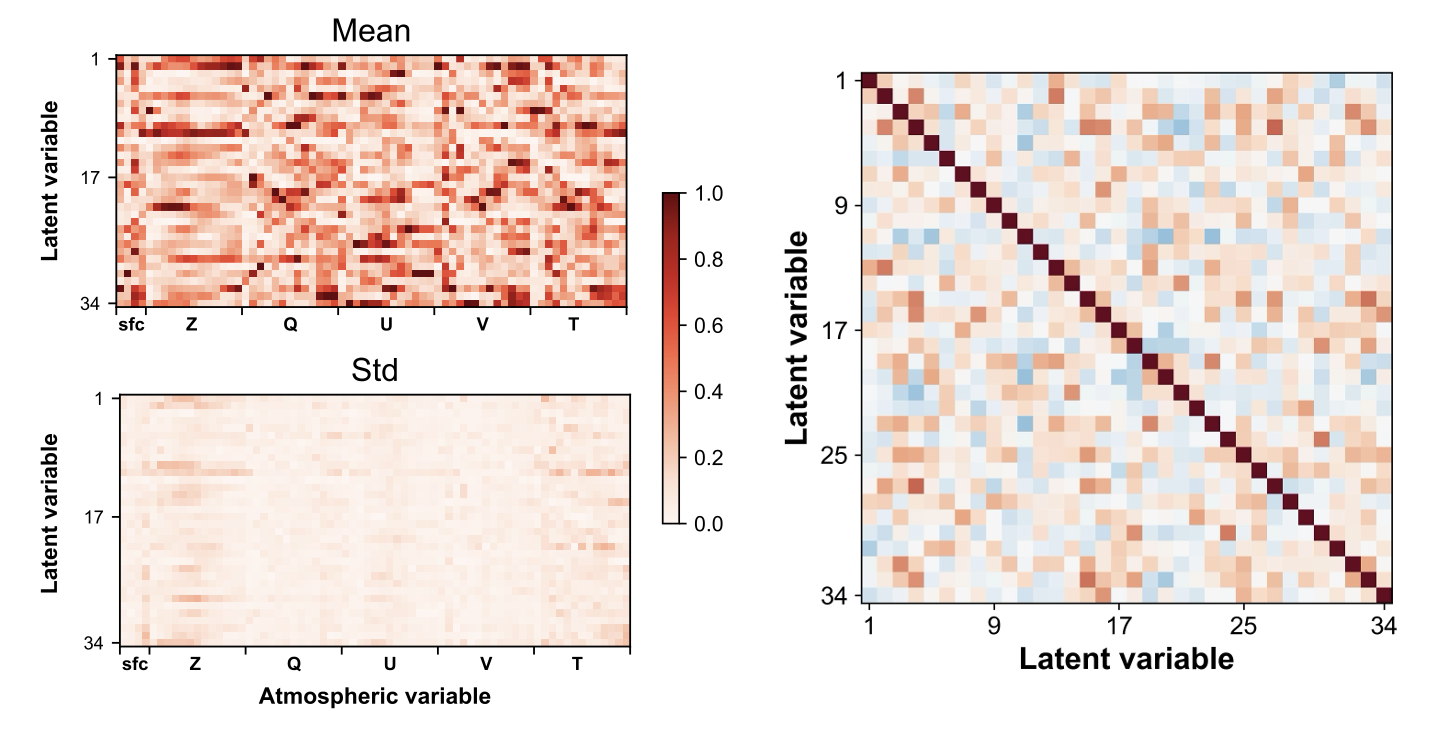 Mean
Latent variable
1
17
34
sfc Z Q U V T
Std
Latent variable
1
17
34
sfc Z Q U V T
Atmospheric variable
1.0
0.8
0.6
0.4
0.2
0.0
Latent variable
1
9
17
25
34
1 9 17 25 34
Latent variable